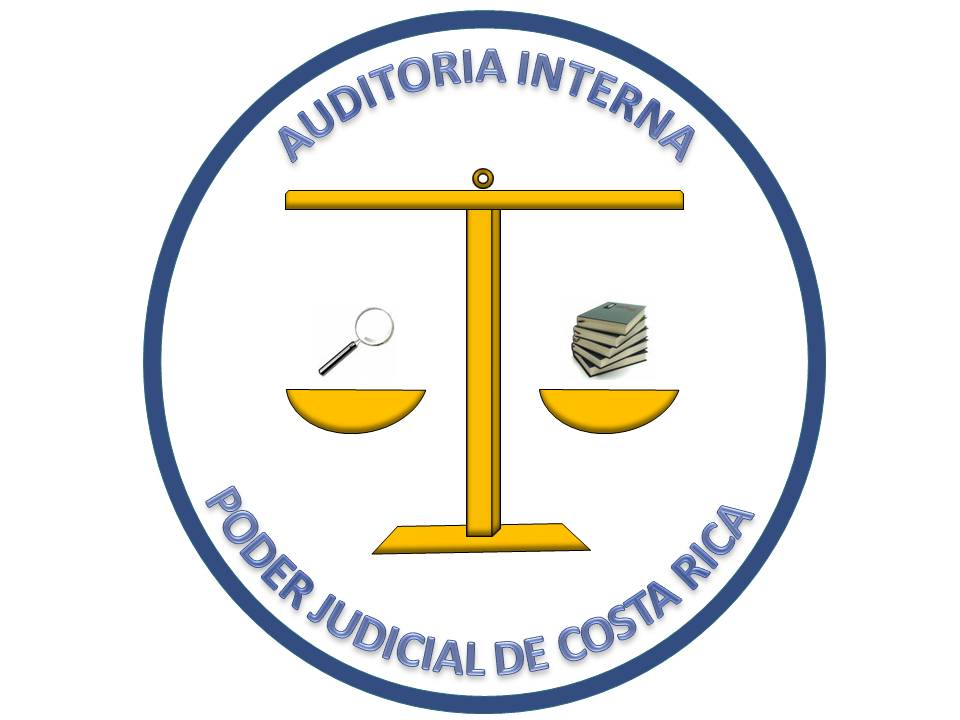 AUDITORIA INTERNA
PODER JUDICIAL DE COSTA RICA